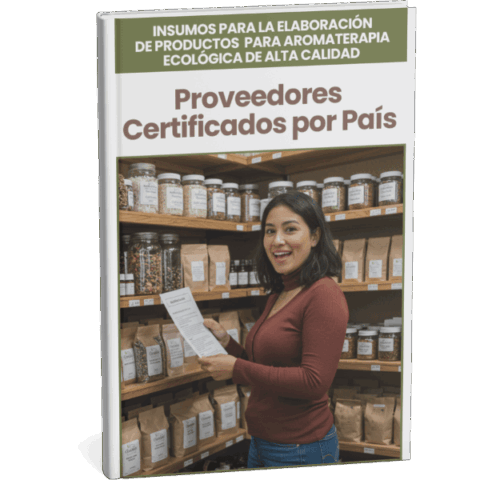 INSUMOS PARA LA ELABORACIÓN
DE PRODUCTOS PARA AROMATERAPIA
ECOLÓGICA DE ALTA CALIDAD
Proveedores
Certificados por País